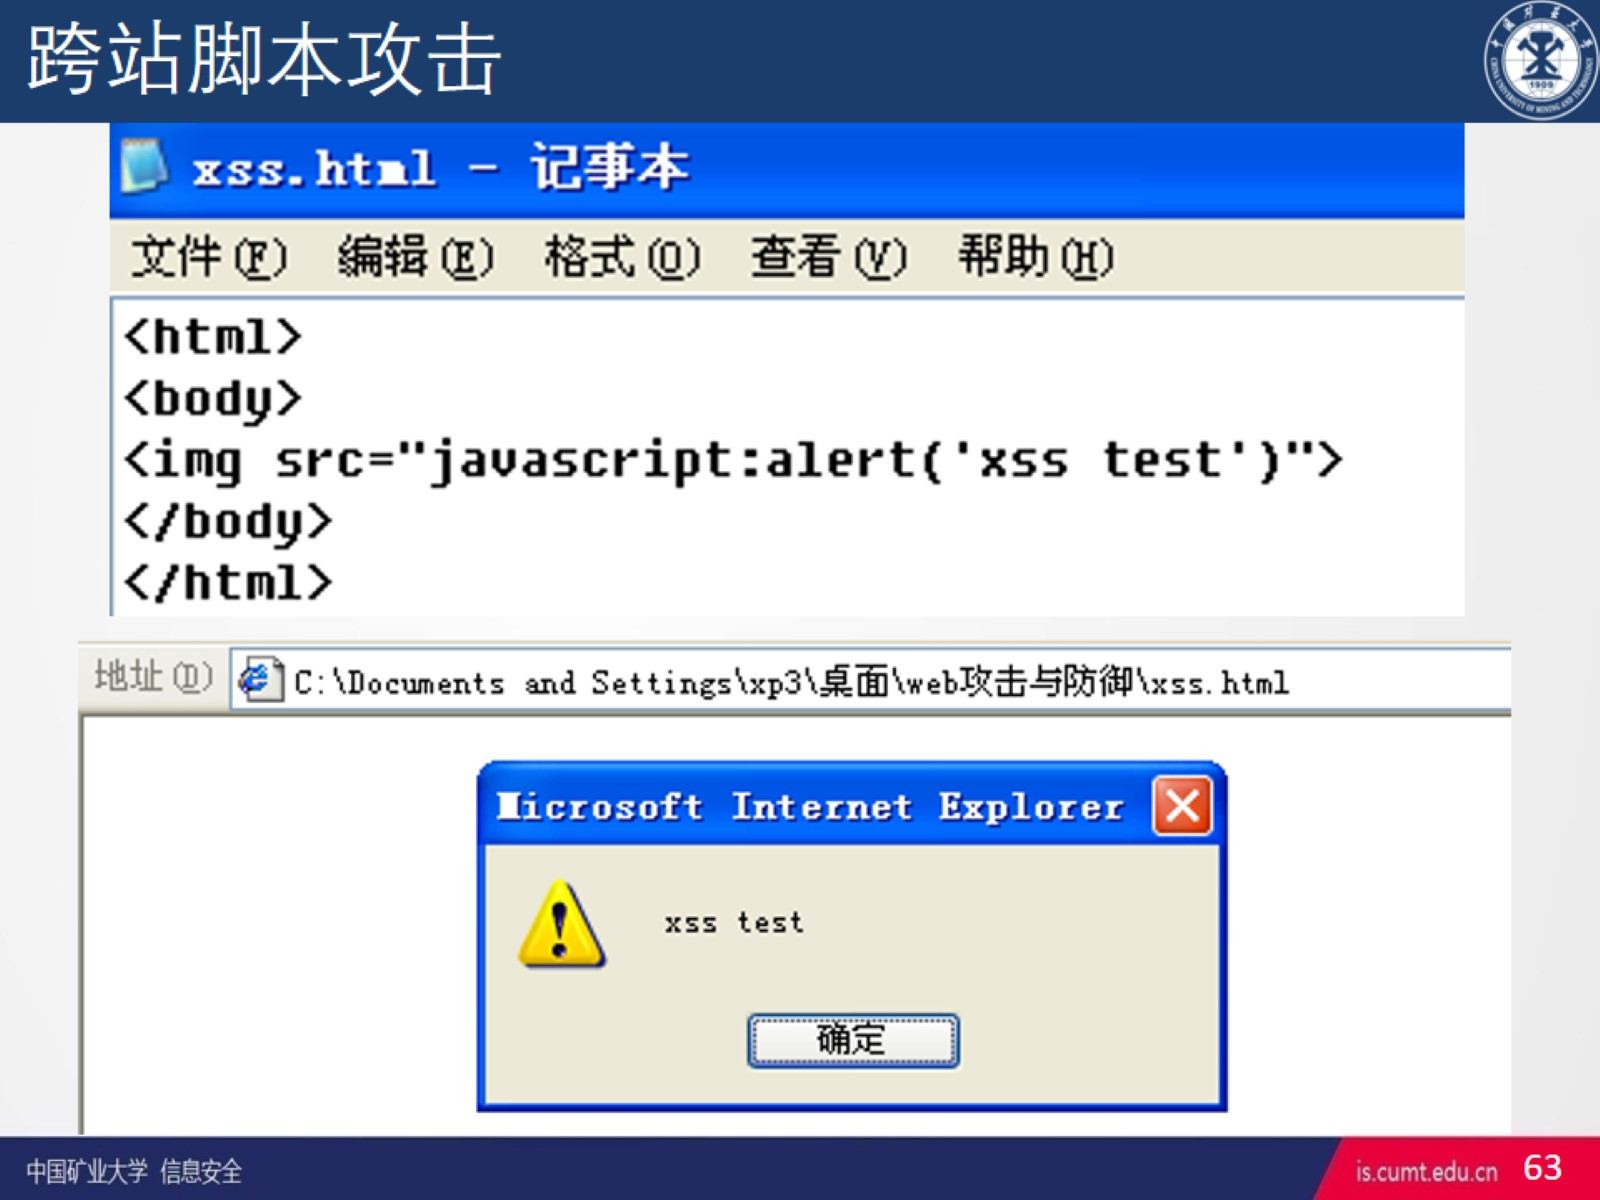 跨站脚本攻击
xss.html - 记事本
文件(F) 编辑(E) 格式(O) 查看(V) 帮助(H)
<html>
<body>
<img src="javascript:alert('xss test')">
</body>
</html>
地址(D) C:\Documents and Settings\xp3\桌面\web攻击与防御\xss.html
Microsoft Internet Explorer
xss test
确定
中国矿业大学 信息安全
is.cumt.edu.cn 63